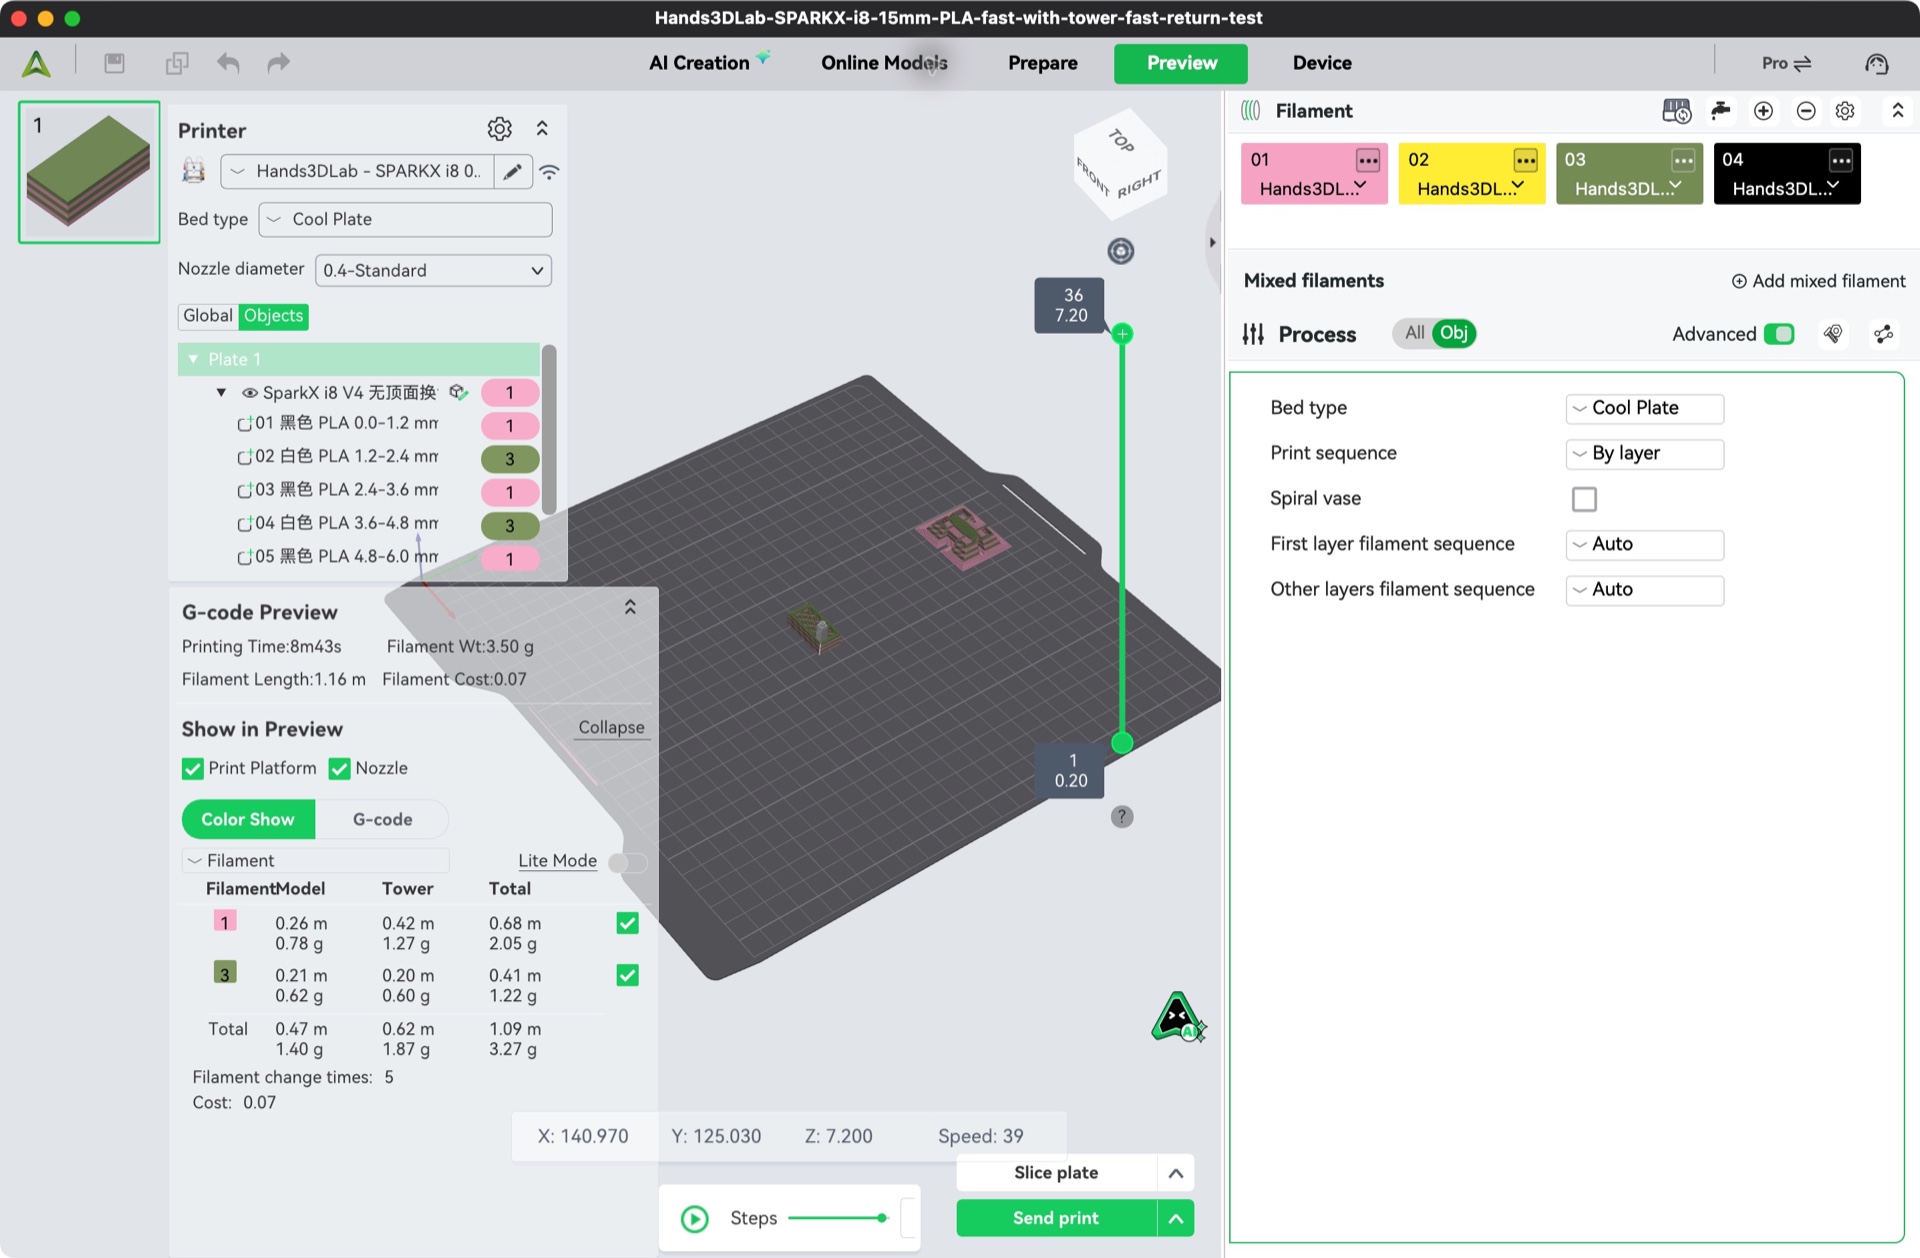 Hands3DLab-SPARKX-i8-15mm-PLA-fast-with-tower-fast-return-test
AI Creation
Online Models
Prepare
Preview
Device
Pro
1
Printer
Hands3DLab - SPARKX i8 0..
Bed type
Cool Plate
Nozzle diameter
0.4-Standard
Global
Objects
Plate 1
SparkX i8 V4 无顶面换
1
01 黑色 PLA 0.0-1.2 mm
1
02 白色 PLA 1.2-2.4 mm
3
03 黑色 PLA 2.4-3.6 mm
1
04 白色 PLA 3.6-4.8 mm
3
05 黑色 PLA 4.8-6.0 mm
1
G-code Preview
Printing Time:8m43s
Filament Wt:3.50 g
Filament Length:1.16 m
Filament Cost:0.07
Show in Preview
Collapse
Print Platform
Nozzle
Color Show
G-code
Filament
Lite Mode
Filament Model Tower Total
1 0.26 m 0.42 m 0.68 m
0.78 g 1.27 g 2.05 g
3 0.21 m 0.20 m 0.41 m
0.62 g 0.60 g 1.22 g
Total 0.47 m 0.62 m 1.09 m
1.40 g 1.87 g 3.27 g
Filament change times: 5
Cost: 0.07
TOP
FRONT
RIGHT
36
7.20
1
0.20
?
AI
X: 140.970 Y: 125.030 Z: 7.200 Speed: 39
Steps
Slice plate
Send print
Filament
01
Hands3DL...
02
Hands3DL...
03
Hands3DL...
04
Hands3DL...
Mixed filaments
Add mixed filament
Process
All
Obj
Advanced
Bed type
Cool Plate
Print sequence
By layer
Spiral vase
First layer filament sequence
Auto
Other layers filament sequence
Auto